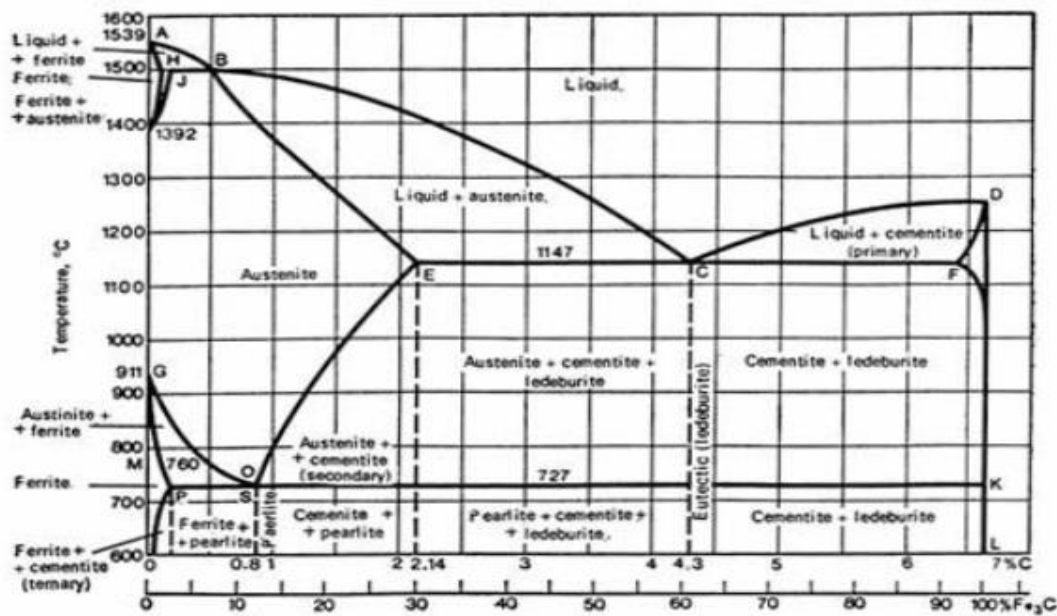 1600
1539
A
Liquid +
+ ferrite
H
B
1500
J
Ferrite
Liquid
Ferrite +
+austenite
1400
1392
1300
Liquid + austenite
D
1200
Liquid + cementite
(primary)
1147
Austenite
E
C
F
1100
Temperature, °C
1000
Austenite + cementite +
ledeburite
Cementite + ledeburite
911
G
900
Austinite +
+ ferrite
800
Austenite +
+ cementite
(secondary)
M
760
O
727
Eutectic (ledeburite)
Ferrite
P
S
K
700
Ferrite +
+ pearlite
Paerlite
Cemenite +
+ pearlite
Pearlite + cementite +
+ ledeburite
Cementite + ledeburite
Ferrite +
+ cementite
(ternary)
600
L
0 0.8 1 2 2.14 3 4 4.3 5 6 7 %C
0 10 20 30 40 50 60 70 80 90 100 %Fe3C